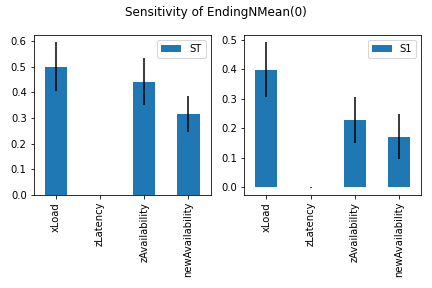 Sensitivity of EndingNMean(0)
ST
0.6
0.5
0.4
0.3
0.2
0.1
0.0
xLoad
zLatency
zAvailability
newAvailability
S1
0.5
0.4
0.3
0.2
0.1
0.0
xLoad
zLatency
zAvailability
newAvailability